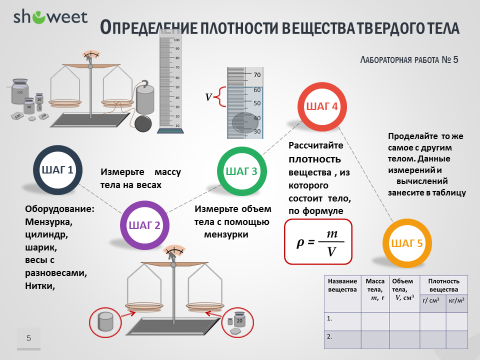 showeet
ОПРЕДЕЛЕНИЕ ПЛОТНОСТИ ВЕЩЕСТВА ТВЕРДОГО ТЕЛА
ЛАБОРАТОРНАЯ РАБОТА № 5
V
70
60
50
40
30
ШАГ 1
Оборудование:
Мензурка,
цилиндр,
шарик,
весы с
разновесами,
Нитки,
Измерьте массу
тела на весах
ШАГ 2
ШАГ 3
Измерьте объем
тела с помощью
мензурки
ШАГ 4
Рассчитайте
плотность
вещества , из
которого
состоит тело,
по формуле
ρ = m
V
Проделайте то же
самое с другим
телом. Данные
измерений и
вычислений
занесите в таблицу
ШАГ 5
Название вещества | Масса тела, m, г | Объем тела, V, см³ | Плотность вещества
г/ см³ | кг/м³
1.
2.
5